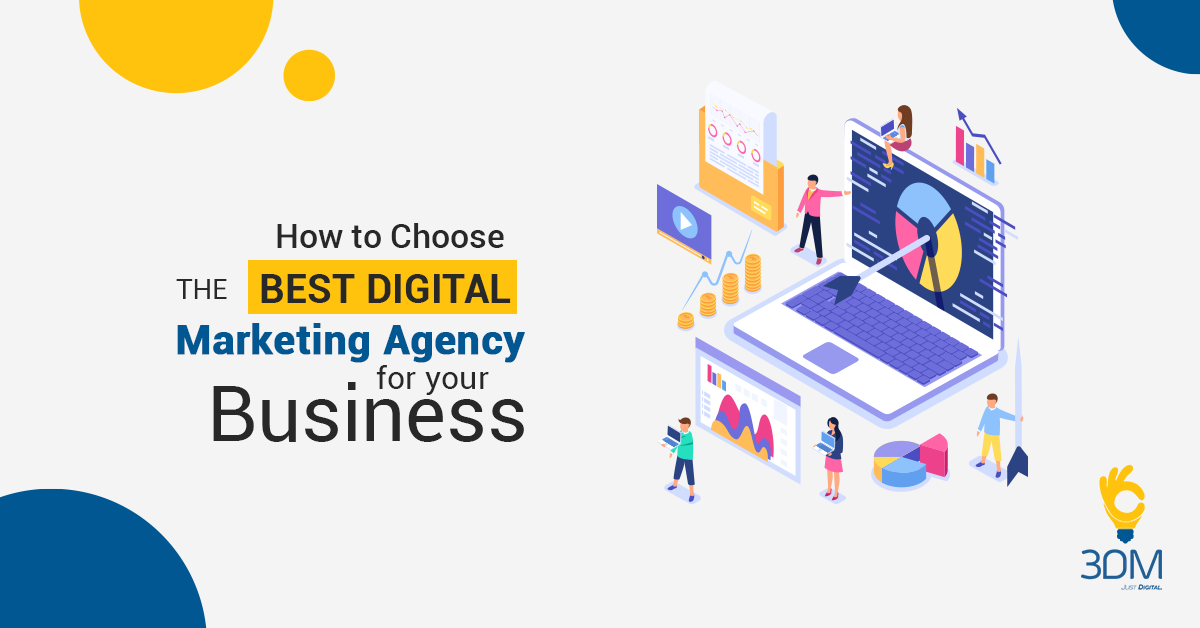 How to Choose
THE BEST DIGITAL
Marketing Agency
for your
Business
3DM
JUST DIGITAL.